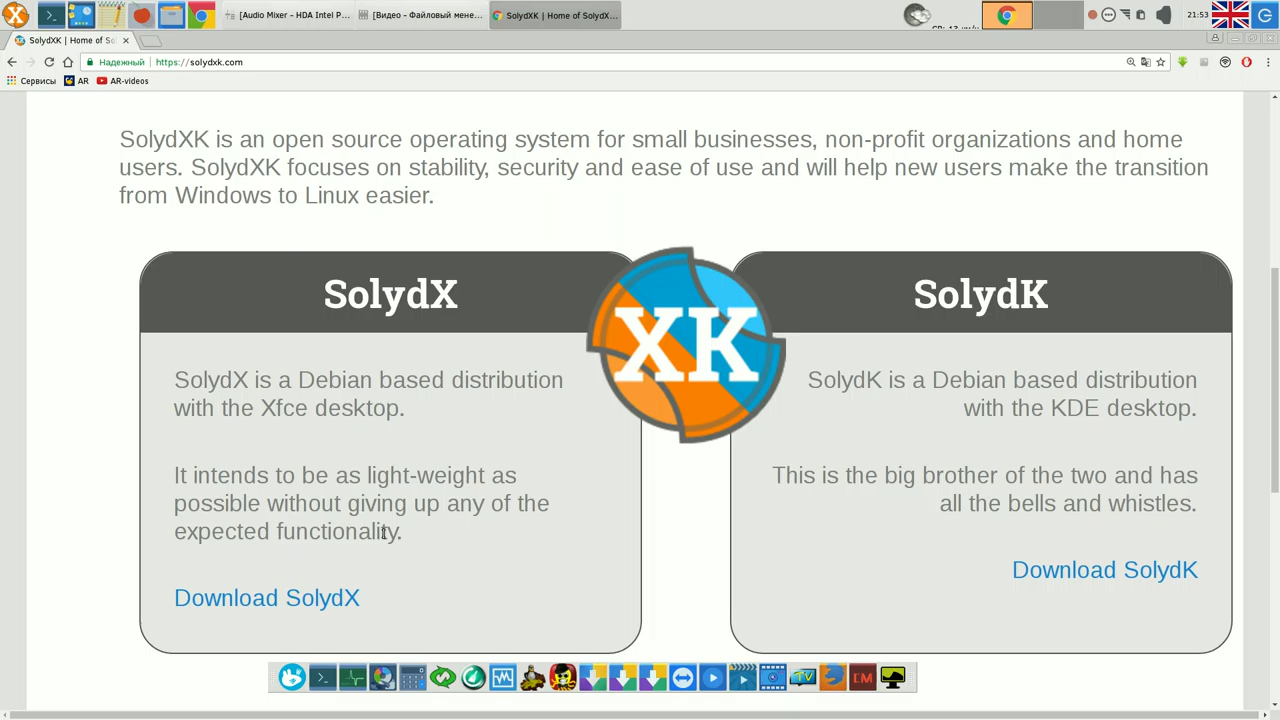 [Audio Mixer - HDA Intel P...
[Видео - Файловый мене...
SolydXK | Home of SolydX...
21:53
SolydXK | Home of So
Надежный
https://solydxk.com
Сервисы
AR
AR-videos
SolydXK is an open source operating system for small businesses, non-profit organizations and home
users. SolydXK focuses on stability, security and ease of use and will help new users make the transition
from Windows to Linux easier.
SolydX
XK
SolydK
SolydX is a Debian based distribution
with the Xfce desktop.
It intends to be as light-weight as
possible without giving up any of the
expected functionality.
Download SolydX
SolydK is a Debian based distribution
with the KDE desktop.
This is the big brother of the two and has
all the bells and whistles.
Download SolydK
TV